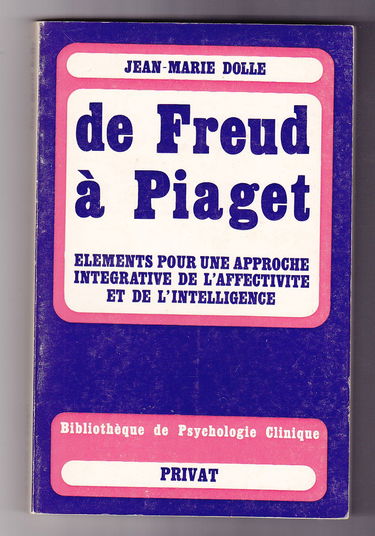 JEAN-MARIE DOLLE
de Freud
à Piaget
ELEMENTS POUR UNE APPROCHE
INTEGRATIVE DE L'AFFECTIVITE
ET DE L'INTELLIGENCE
Bibliothèque de Psychologie Clinique
PRIVAT